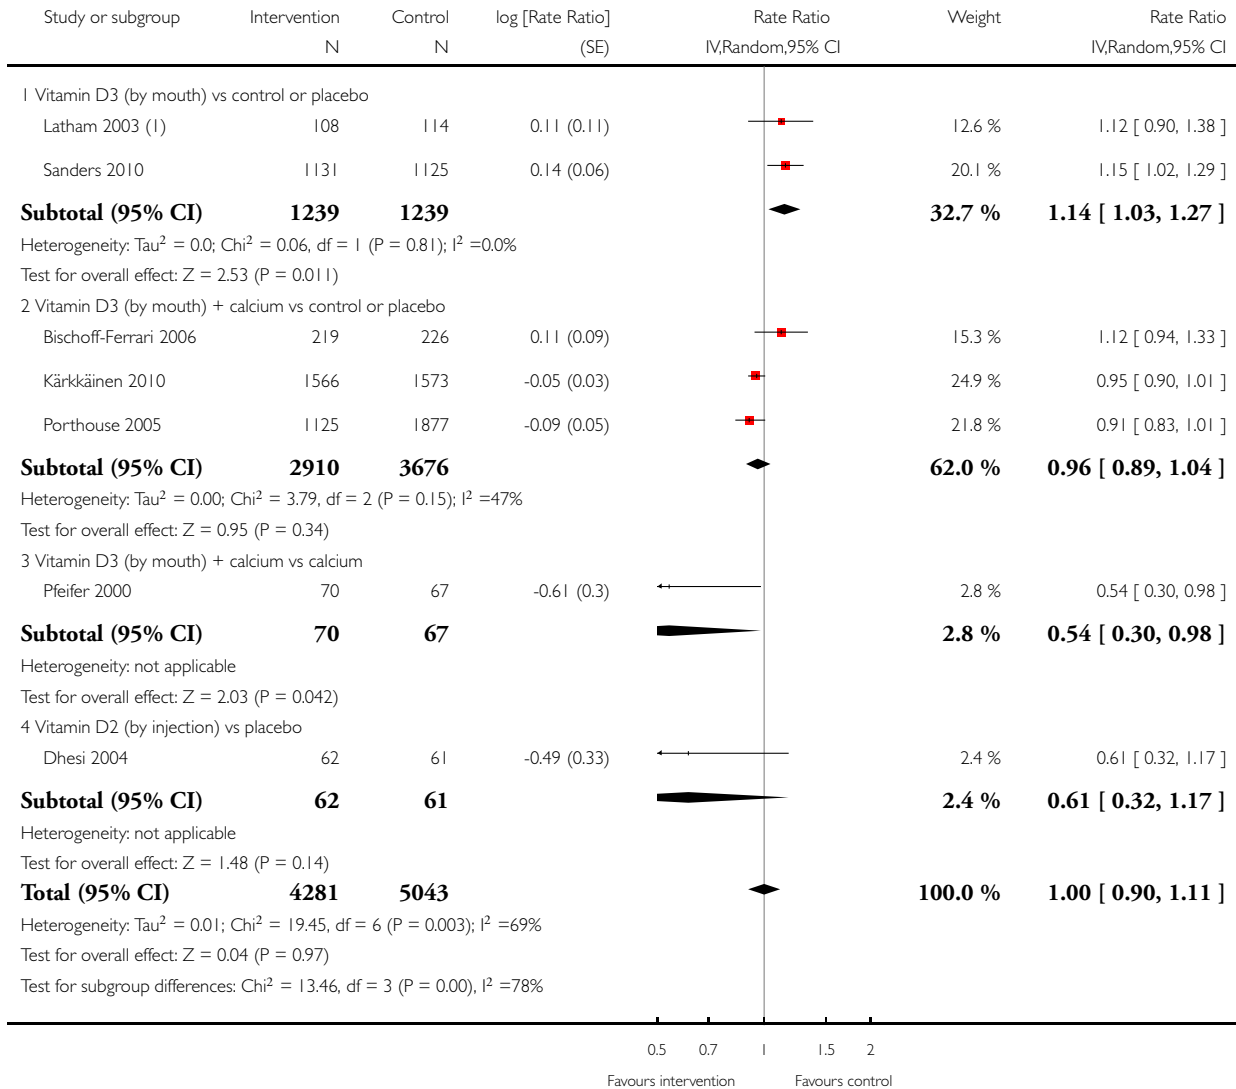 Study or subgroup Intervention Control log [Rate Ratio] Rate Ratio Weight Rate Ratio
N N (SE) IV,Random,95% CI IV,Random,95% CI
1 Vitamin D3 (by mouth) vs control or placebo
Latham 2003 (1) 108 114 0.11 (0.11) 12.6 % 1.12 [ 0.90, 1.38 ]
Sanders 2010 1131 1125 0.14 (0.06) 20.1 % 1.15 [ 1.02, 1.29 ]
Subtotal (95% CI) 1239 1239 32.7 % 1.14 [ 1.03, 1.27 ]
Heterogeneity: Tau² = 0.0; Chi² = 0.06, df = 1 (P = 0.81); I² =0.0%
Test for overall effect: Z = 2.53 (P = 0.011)
2 Vitamin D3 (by mouth) + calcium vs control or placebo
Bischoff-Ferrari 2006 219 226 0.11 (0.09) 15.3 % 1.12 [ 0.94, 1.33 ]
Kärkkäinen 2010 1566 1573 -0.05 (0.03) 24.9 % 0.95 [ 0.90, 1.01 ]
Porthouse 2005 1125 1877 -0.09 (0.05) 21.8 % 0.91 [ 0.83, 1.01 ]
Subtotal (95% CI) 2910 3676 62.0 % 0.96 [ 0.89, 1.04 ]
Heterogeneity: Tau² = 0.00; Chi² = 3.79, df = 2 (P = 0.15); I² =47%
Test for overall effect: Z = 0.95 (P = 0.34)
3 Vitamin D3 (by mouth) + calcium vs calcium
Pfeifer 2000 70 67 -0.61 (0.3) 2.8 % 0.54 [ 0.30, 0.98 ]
Subtotal (95% CI) 70 67 2.8 % 0.54 [ 0.30, 0.98 ]
Heterogeneity: not applicable
Test for overall effect: Z = 2.03 (P = 0.042)
4 Vitamin D2 (by injection) vs placebo
Dhesi 2004 62 61 -0.49 (0.33) 2.4 % 0.61 [ 0.32, 1.17 ]
Subtotal (95% CI) 62 61 2.4 % 0.61 [ 0.32, 1.17 ]
Heterogeneity: not applicable
Test for overall effect: Z = 1.48 (P = 0.14)
Total (95% CI) 4281 5043 100.0 % 1.00 [ 0.90, 1.11 ]
Heterogeneity: Tau² = 0.01; Chi² = 19.45, df = 6 (P = 0.003); I² =69%
Test for overall effect: Z = 0.04 (P = 0.97)
Test for subgroup differences: Chi² = 13.46, df = 3 (P = 0.00), I² =78%
0.5 0.7 1 1.5 2
Favours intervention Favours control